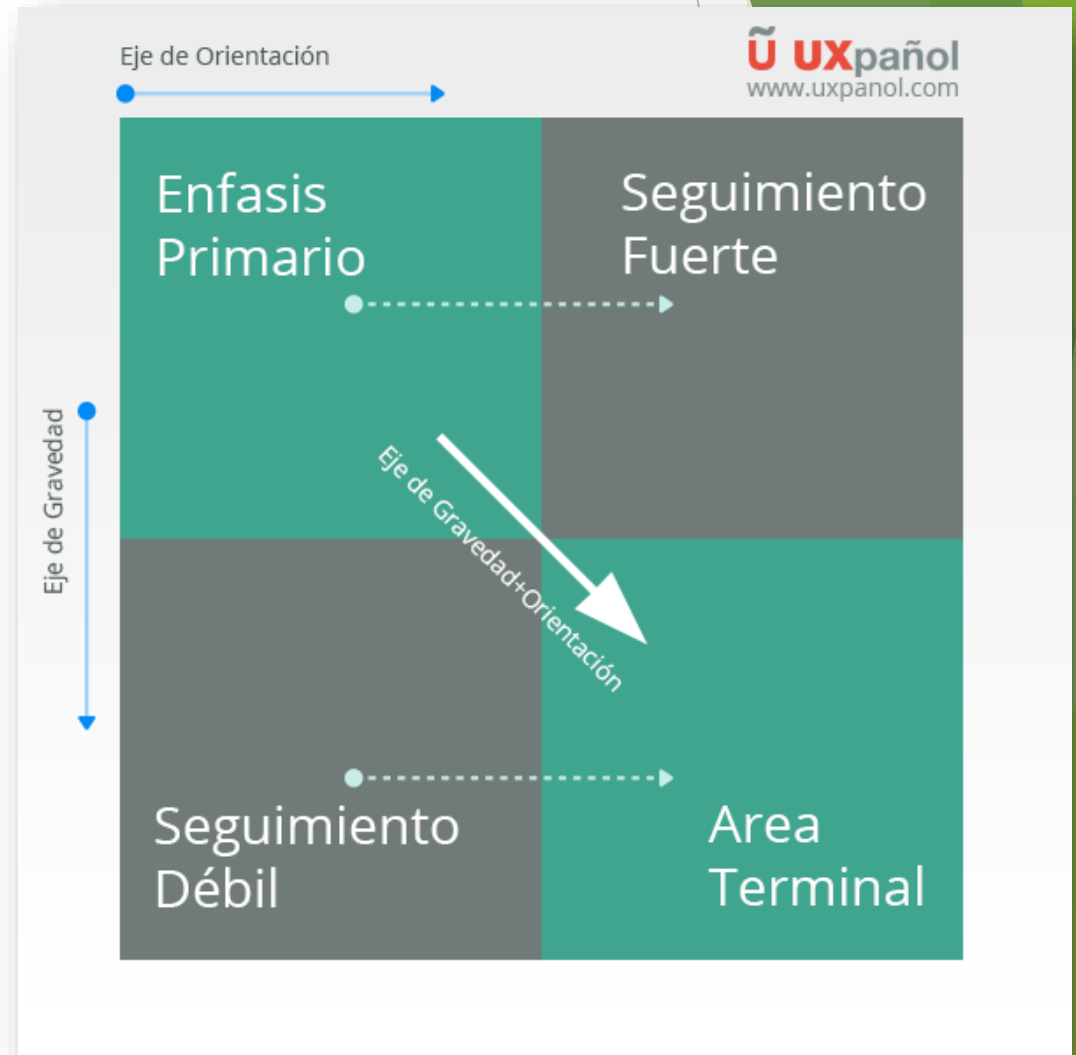 Eje de Orientación
Ũ UXpañol
www.uxpanol.com
Enfasis
Primario
Seguimiento
Fuerte
Eje de Gravedad
Eje de Gravedad+Orientación
Seguimiento
Débil
Area
Terminal